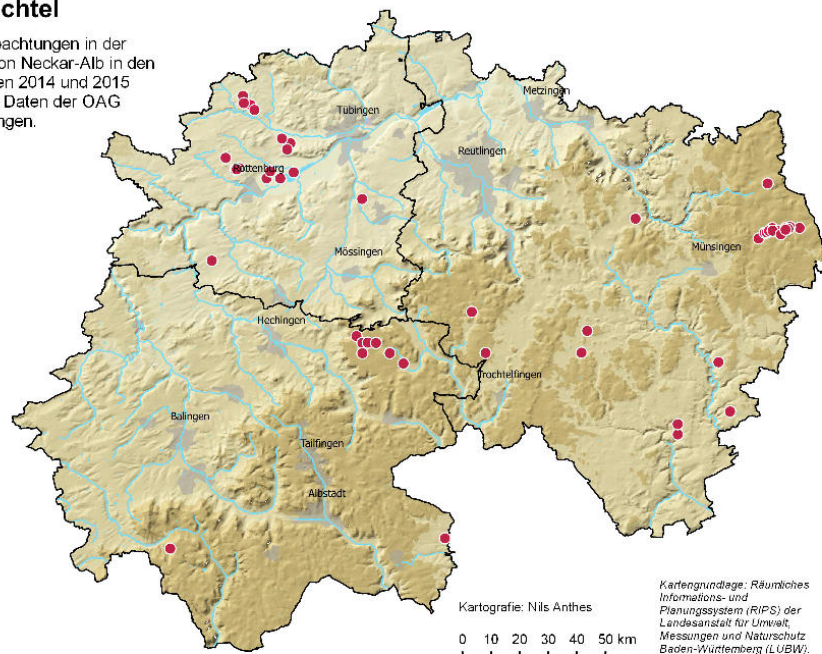 chtel
achtungen in der
on Neckar-Alb in den
en 2014 und 2015
Daten der OAG
ngen.
Metzingen
Tübingen
Reutlingen
Rottenburg
Mössingen
Münsingen
Hechingen
Trochtelfingen
Balingen
Tailfingen
Albstadt
Kartografie: Nils Anthes
0 10 20 30 40 50 km
Kartengrundlage: Räumliches
Informations- und
Planungssystem (RIPS) der
Landesanstalt für Umwelt,
Messungen und Naturschutz
Baden-Württemberg (LUBW).